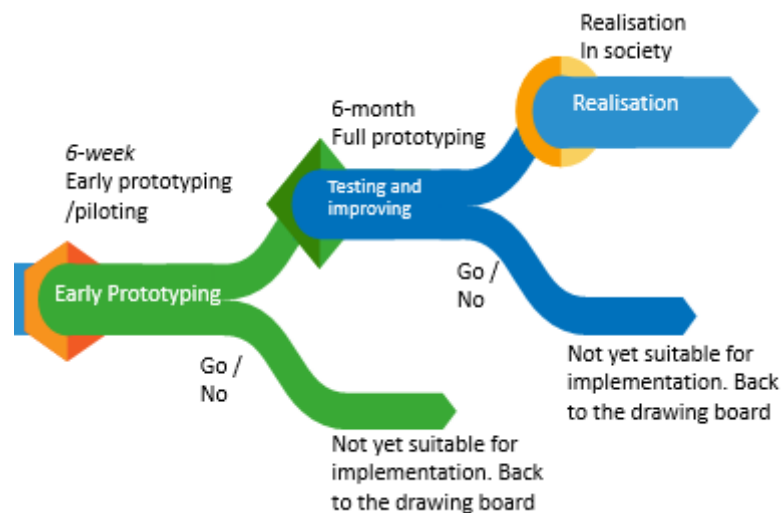 Realisation
In society
Realisation
6-month
Full prototyping
6-week
Early prototyping
/piloting
Testing and
improving
Early Prototyping
Go /
No
Not yet suitable for
implementation. Back
to the drawing board
Go /
No
Not yet suitable for
implementation. Back
to the drawing board